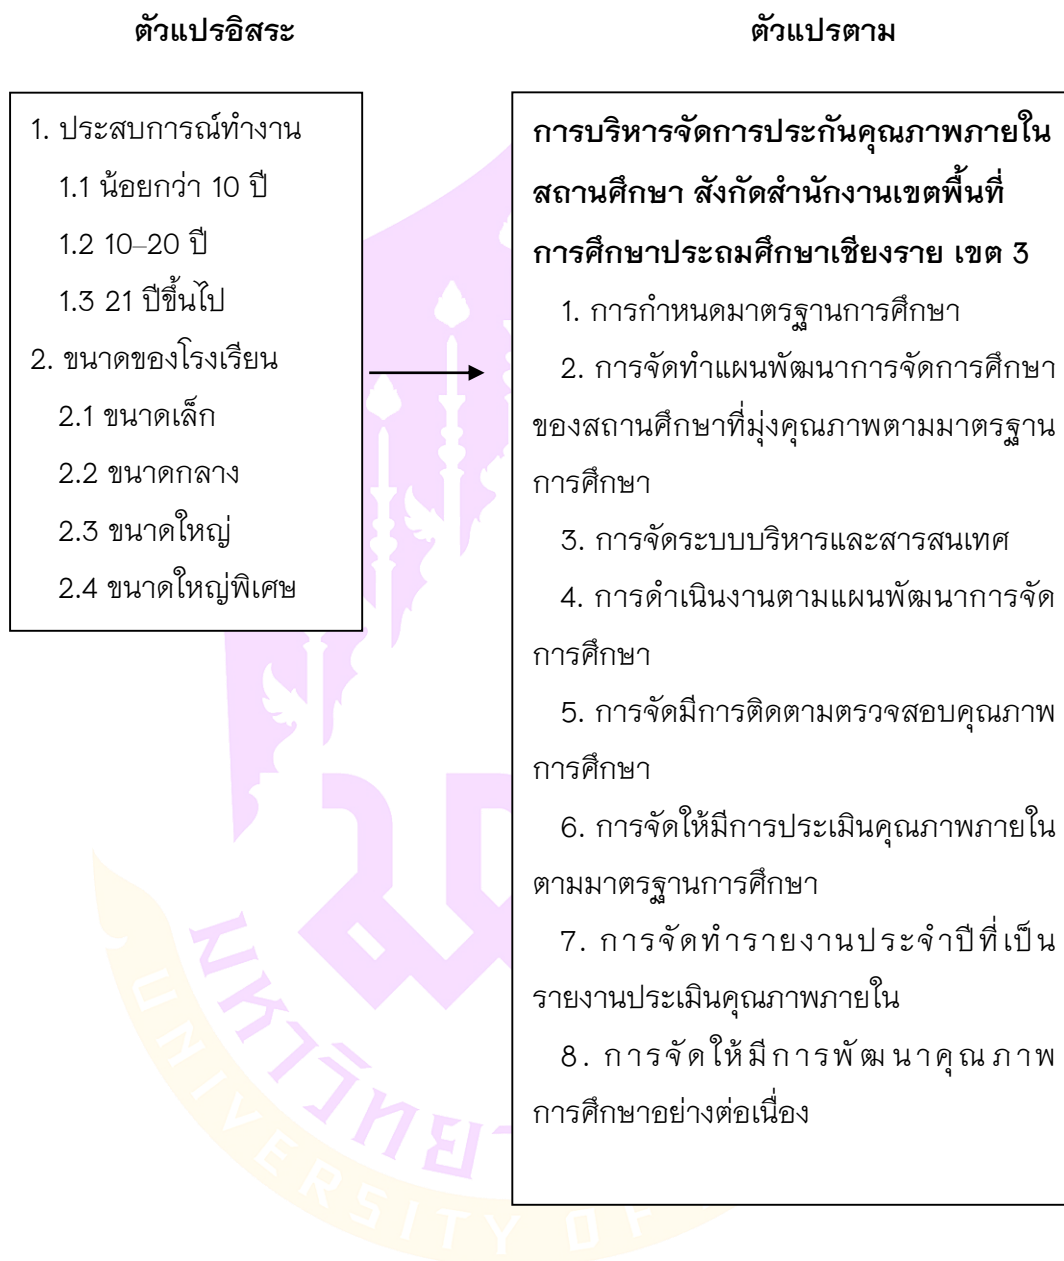 ตัวแปรอิสระ
ตัวแปรตาม
1. ประสบการณ์ทำงาน
1.1 น้อยกว่า 10 ปี
1.2 10–20 ปี
1.3 21 ปีขึ้นไป
2. ขนาดของโรงเรียน
2.1 ขนาดเล็ก
2.2 ขนาดกลาง
2.3 ขนาดใหญ่
2.4 ขนาดใหญ่พิเศษ
การบริหารจัดการประกันคุณภาพภายใน
สถานศึกษา สังกัดสำนักงานเขตพื้นที่
การศึกษาประถมศึกษาเชียงราย เขต 3
1. การกำหนดมาตรฐานการศึกษา
2. การจัดทำแผนพัฒนาการจัดการศึกษา
ของสถานศึกษาที่มุ่งคุณภาพตามมาตรฐาน
การศึกษา
3. การจัดระบบบริหารและสารสนเทศ
4. การดำเนินงานตามแผนพัฒนาการจัด
การศึกษา
5. การจัดมีการติดตามตรวจสอบคุณภาพ
การศึกษา
6. การจัดให้มีการประเมินคุณภาพภายใน
ตามมาตรฐานการศึกษา
7. การจัดทำรายงานประจำปีที่เป็น
รายงานประเมินคุณภาพภายใน
8. การจัดให้มีการพัฒนาคุณภาพ
การศึกษาอย่างต่อเนื่อง
UNIVERSITY OF